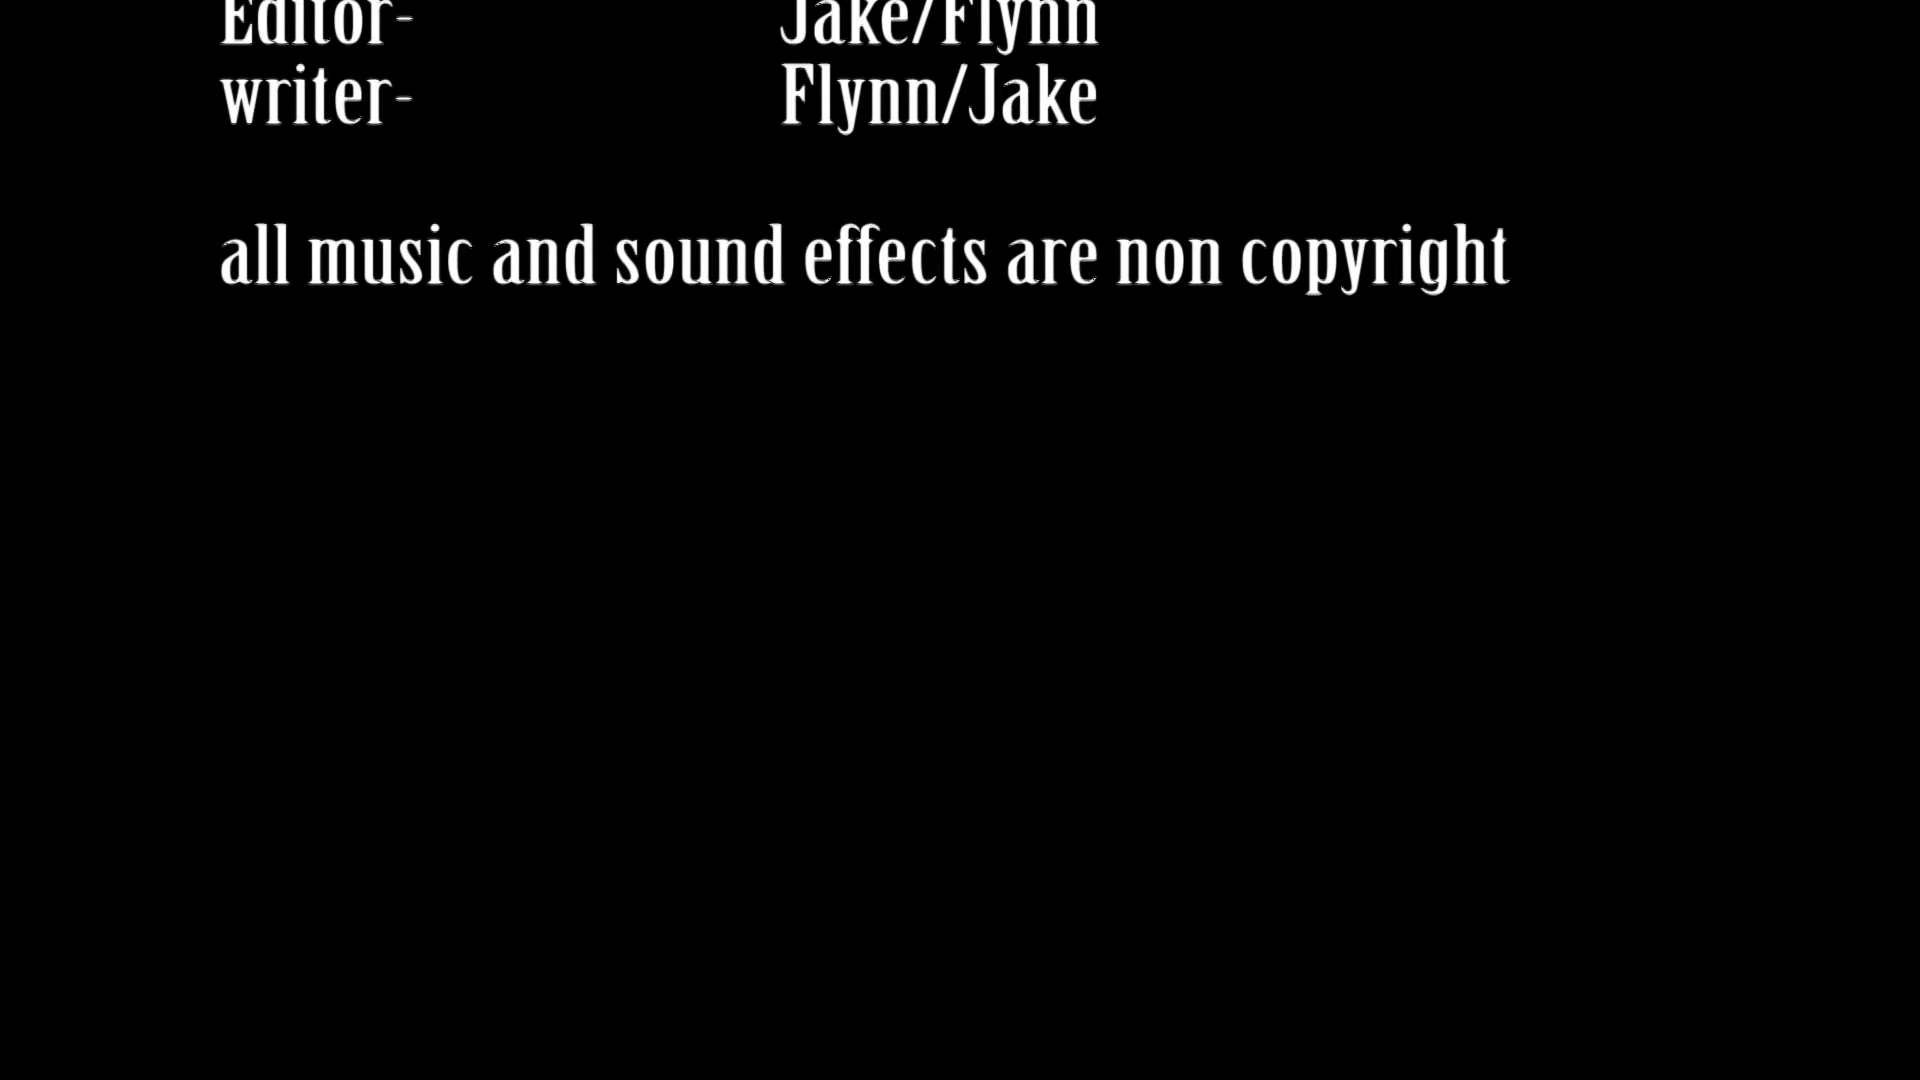 Editor- Jake/Flynn
writer- Flynn/Jake
all music and sound effects are non copyright